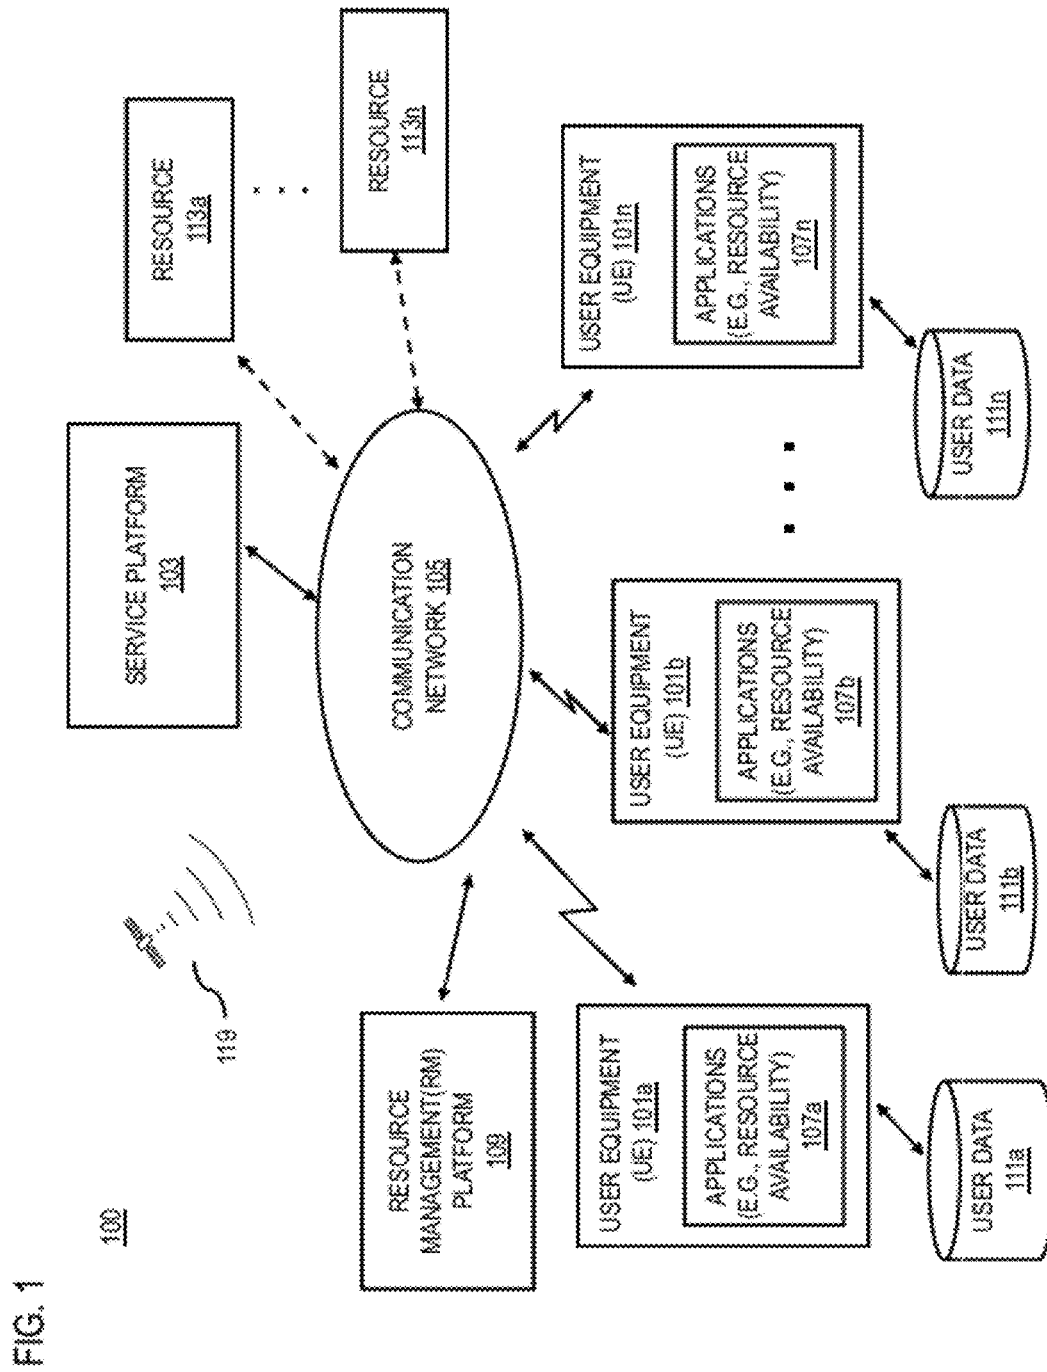 FIG. 1
100
119
SERVICE PLATFORM
103
RESOURCE
113a
. . .
RESOURCE
113n
COMMUNICATION
NETWORK 105
RESOURCE
MANAGEMENT(RM)
PLATFORM
109
USER EQUIPMENT
(UE) 101a
APPLICATIONS
(E.G., RESOURCE
AVAILABILITY)
107a
USER DATA
111a
USER EQUIPMENT
(UE) 101b
APPLICATIONS
(E.G., RESOURCE
AVAILABILITY)
107b
USER DATA
111b
. . .
USER EQUIPMENT
(UE) 101n
APPLICATIONS
(E.G., RESOURCE
AVAILABILITY)
107n
USER DATA
111n